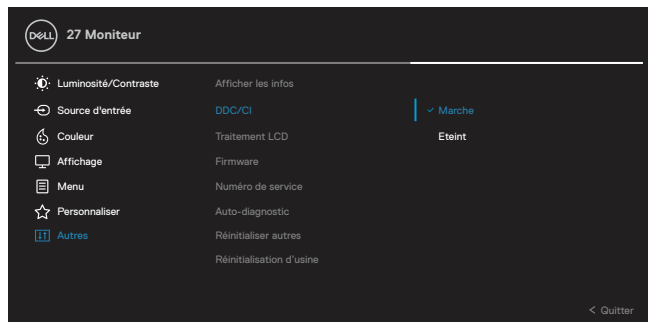 DELL 27 Moniteur
Luminosité/Contraste Afficher les infos
Source d'entrée DDC/CI ✓ Marche
Couleur Traitement LCD Eteint
Affichage Firmware
Menu Numéro de service
Personnaliser Auto-diagnostic
Autres Réinitialiser autres
Réinitialisation d'usine
< Quitter